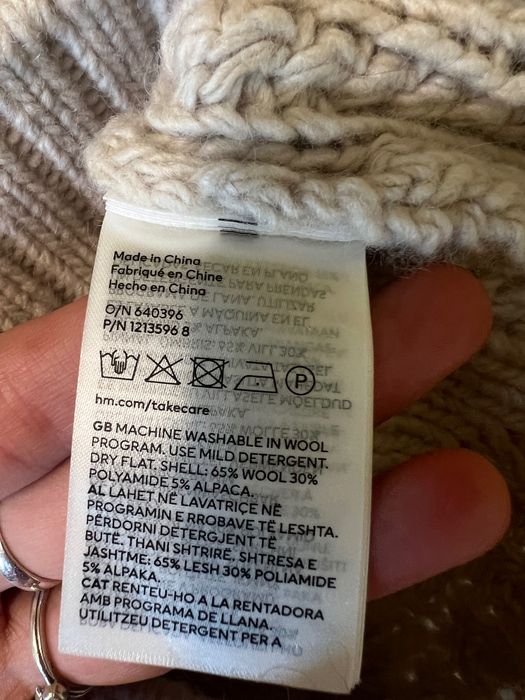 Made in China
Fabriqué en Chine
Hecho en China
O/N 640396
P/N 1213596 8
P
hm.com/takecare
GB MACHINE WASHABLE IN WOOL
PROGRAM. USE MILD DETERGENT.
DRY FLAT. SHELL: 65% WOOL 30%
POLYAMIDE 5% ALPACA.
AL LAHET NË LAVATRIÇE NË
PROGRAMIN E RROBAVE TË LESHTA.
PËRDORNI DETERGJENT TË
BUTË. THANI SHTRIRË. SHTRESA E
JASHTME: 65% LESH 30% POLIAMIDE
5% ALPAKA.
CAT RENTEU-HO A LA RENTADORA
AMB PROGRAMA DE LLANA.
UTILITZEU DETERGENT PER A